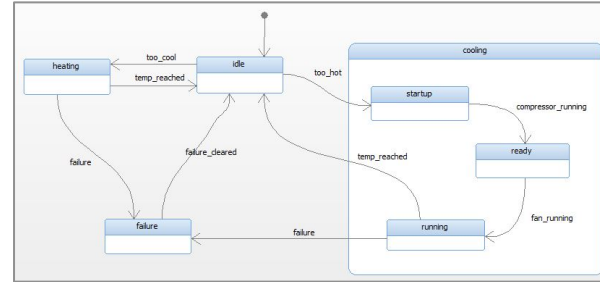 cooling
too_cool
heating
idle
temp_reached
too_hot
startup
compressor_running
ready
failure
failure_cleared
temp_reached
fan_running
failure
failure
running